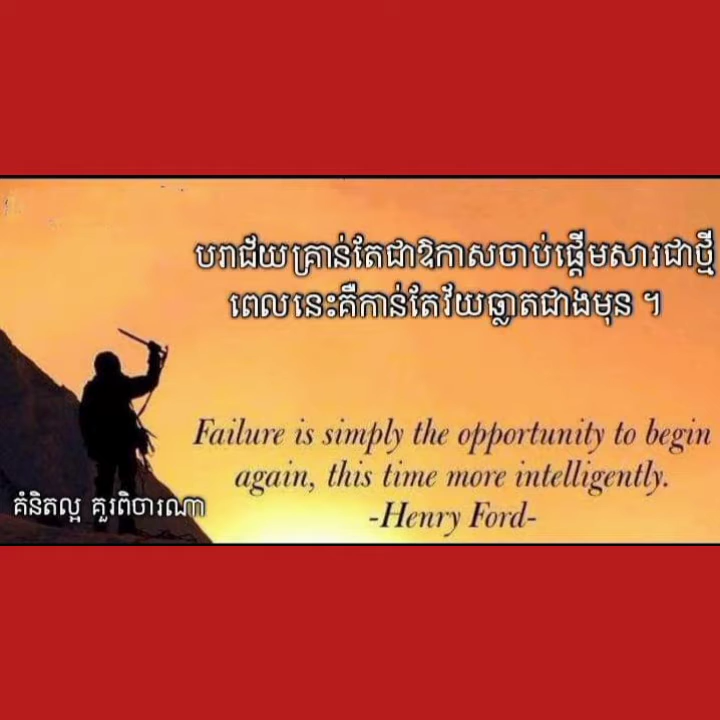 បរាជ័យគ្រាន់តែជាឱកាសចាប់ផ្តើមសារជាថ្មី
ពេលនេះគឺកាន់តែវ័យឆ្លាតជាងមុន ។
Failure is simply the opportunity to begin
again, this time more intelligently.
-Henry Ford-
គំនិតល្អ គួរពិចារណា